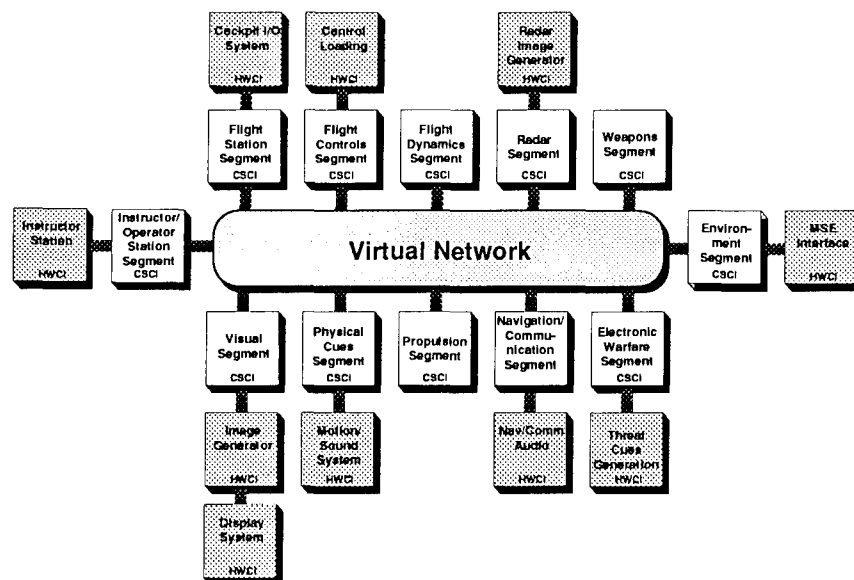 Cockpit I/O
System
HWCI
Control
Loading
HWCI
Radar
Image
Generator
HWCI
Flight
Station
Segment
CSCI
Flight
Controls
Segment
CSCI
Flight
Dynamics
Segment
CSCI
Radar
Segment
CSCI
Weapons
Segment
CSCI
Instructor
Station
HWCI
Instructor/
Operator
Station
Segment
CSCI
Virtual Network
Environ-
ment
Segment
CSCI
MSE
Interface
HWCI
Visual
Segment
CSCI
Physical
Cues
Segment
CSCI
Propulsion
Segment
CSCI
Navigation/
Commu-
nication
Segment
Electronic
Warfare
Segment
CSCI
Image
Generator
HWCI
Motion/
Sound
System
HWCI
Nav/Comm
Audio
HWCI
Threat
Cues
Generation
HWCI
Display
System
HWCI